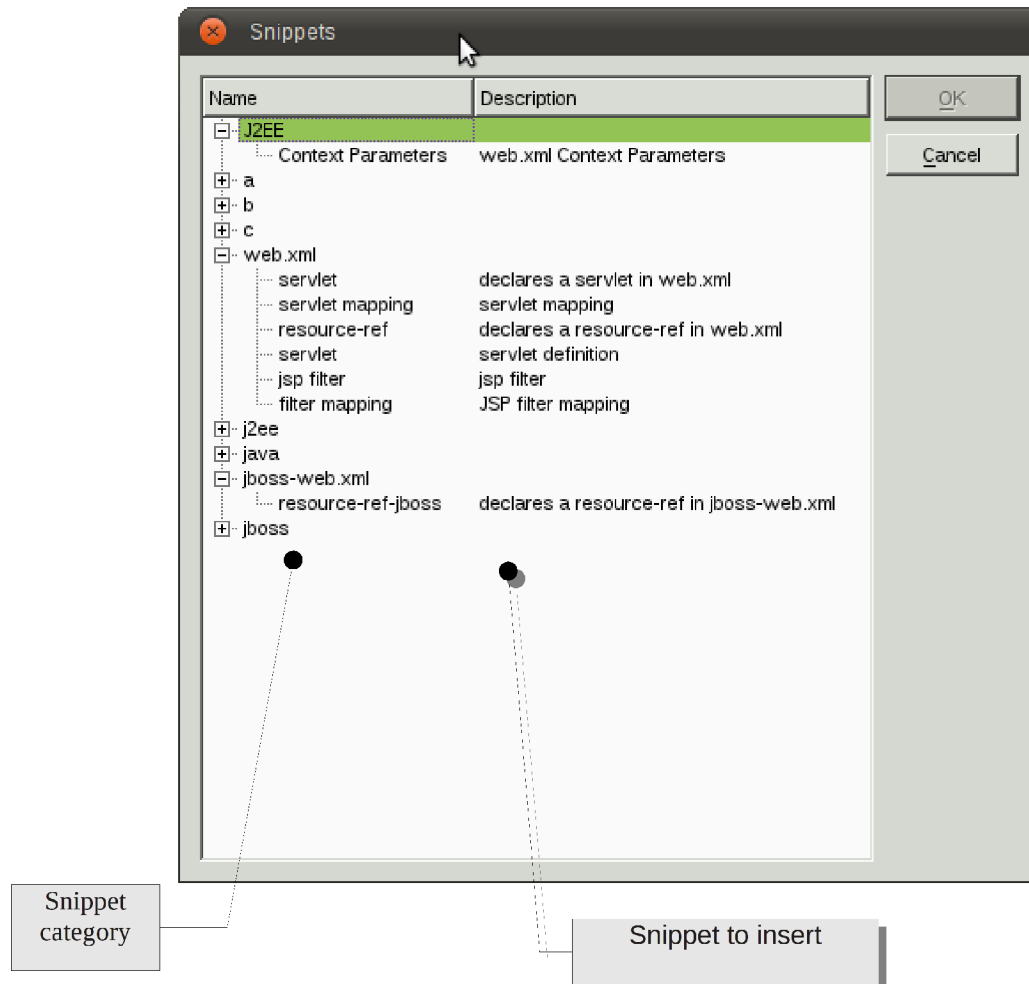 Snippets
Name Description
OK
J2EE
Context Parameters web.xml Context Parameters
Cancel
a
b
c
web.xml
servlet declares a servlet in web.xml
servlet mapping servlet mapping
resource-ref declares a resource-ref in web.xml
servlet servlet definition
jsp filter jsp filter
filter mapping JSP filter mapping
j2ee
java
jboss-web.xml
resource-ref-jboss declares a resource-ref in jboss-web.xml
jboss
Snippet
category
Snippet to insert